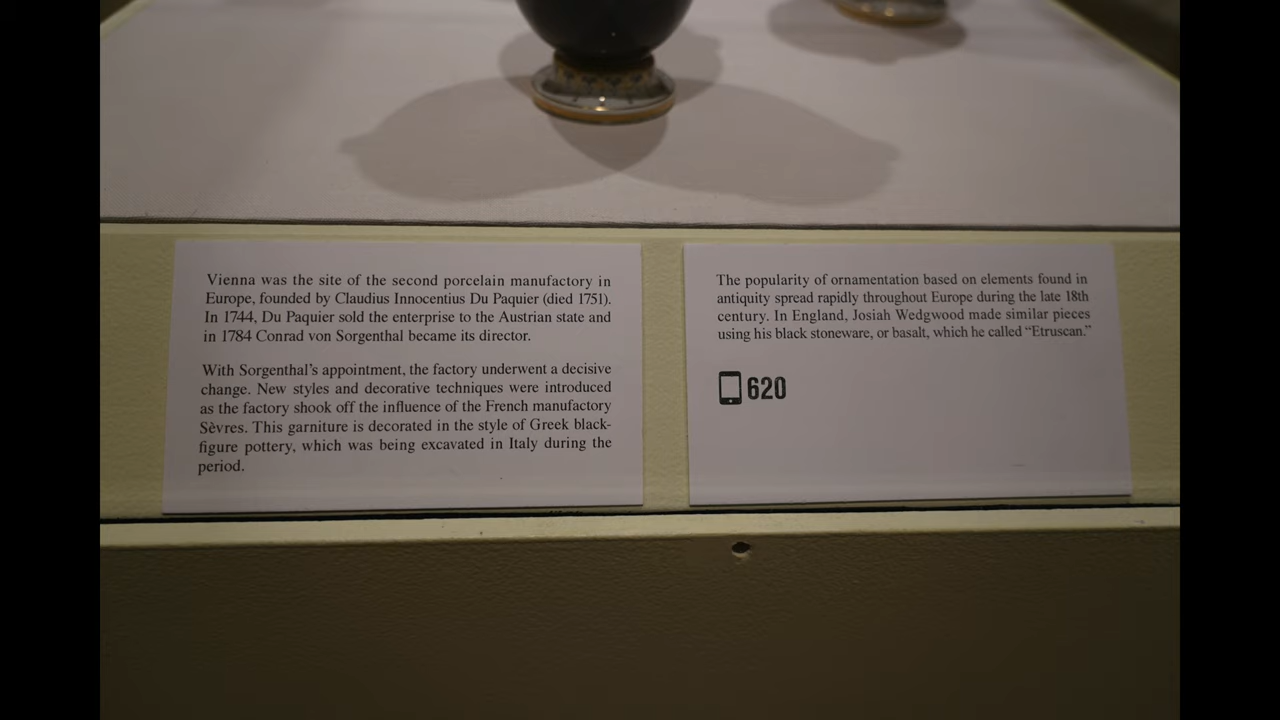 Vienna was the site of the second porcelain manufactory in
Europe, founded by Claudius Innocentius Du Paquier (died 1751).
In 1744, Du Paquier sold the enterprise to the Austrian state and
in 1784 Conrad von Sorgenthal became its director.
With Sorgenthal’s appointment, the factory underwent a decisive
change. New styles and decorative techniques were introduced
as the factory shook off the influence of the French manufactory
Sèvres. This garniture is decorated in the style of Greek black-
figure pottery, which was being excavated in Italy during the
period.
The popularity of ornamentation based on elements found in
antiquity spread rapidly throughout Europe during the late 18th
century. In England, Josiah Wedgwood made similar pieces
using his black stoneware, or basalt, which he called “Etruscan.”
620